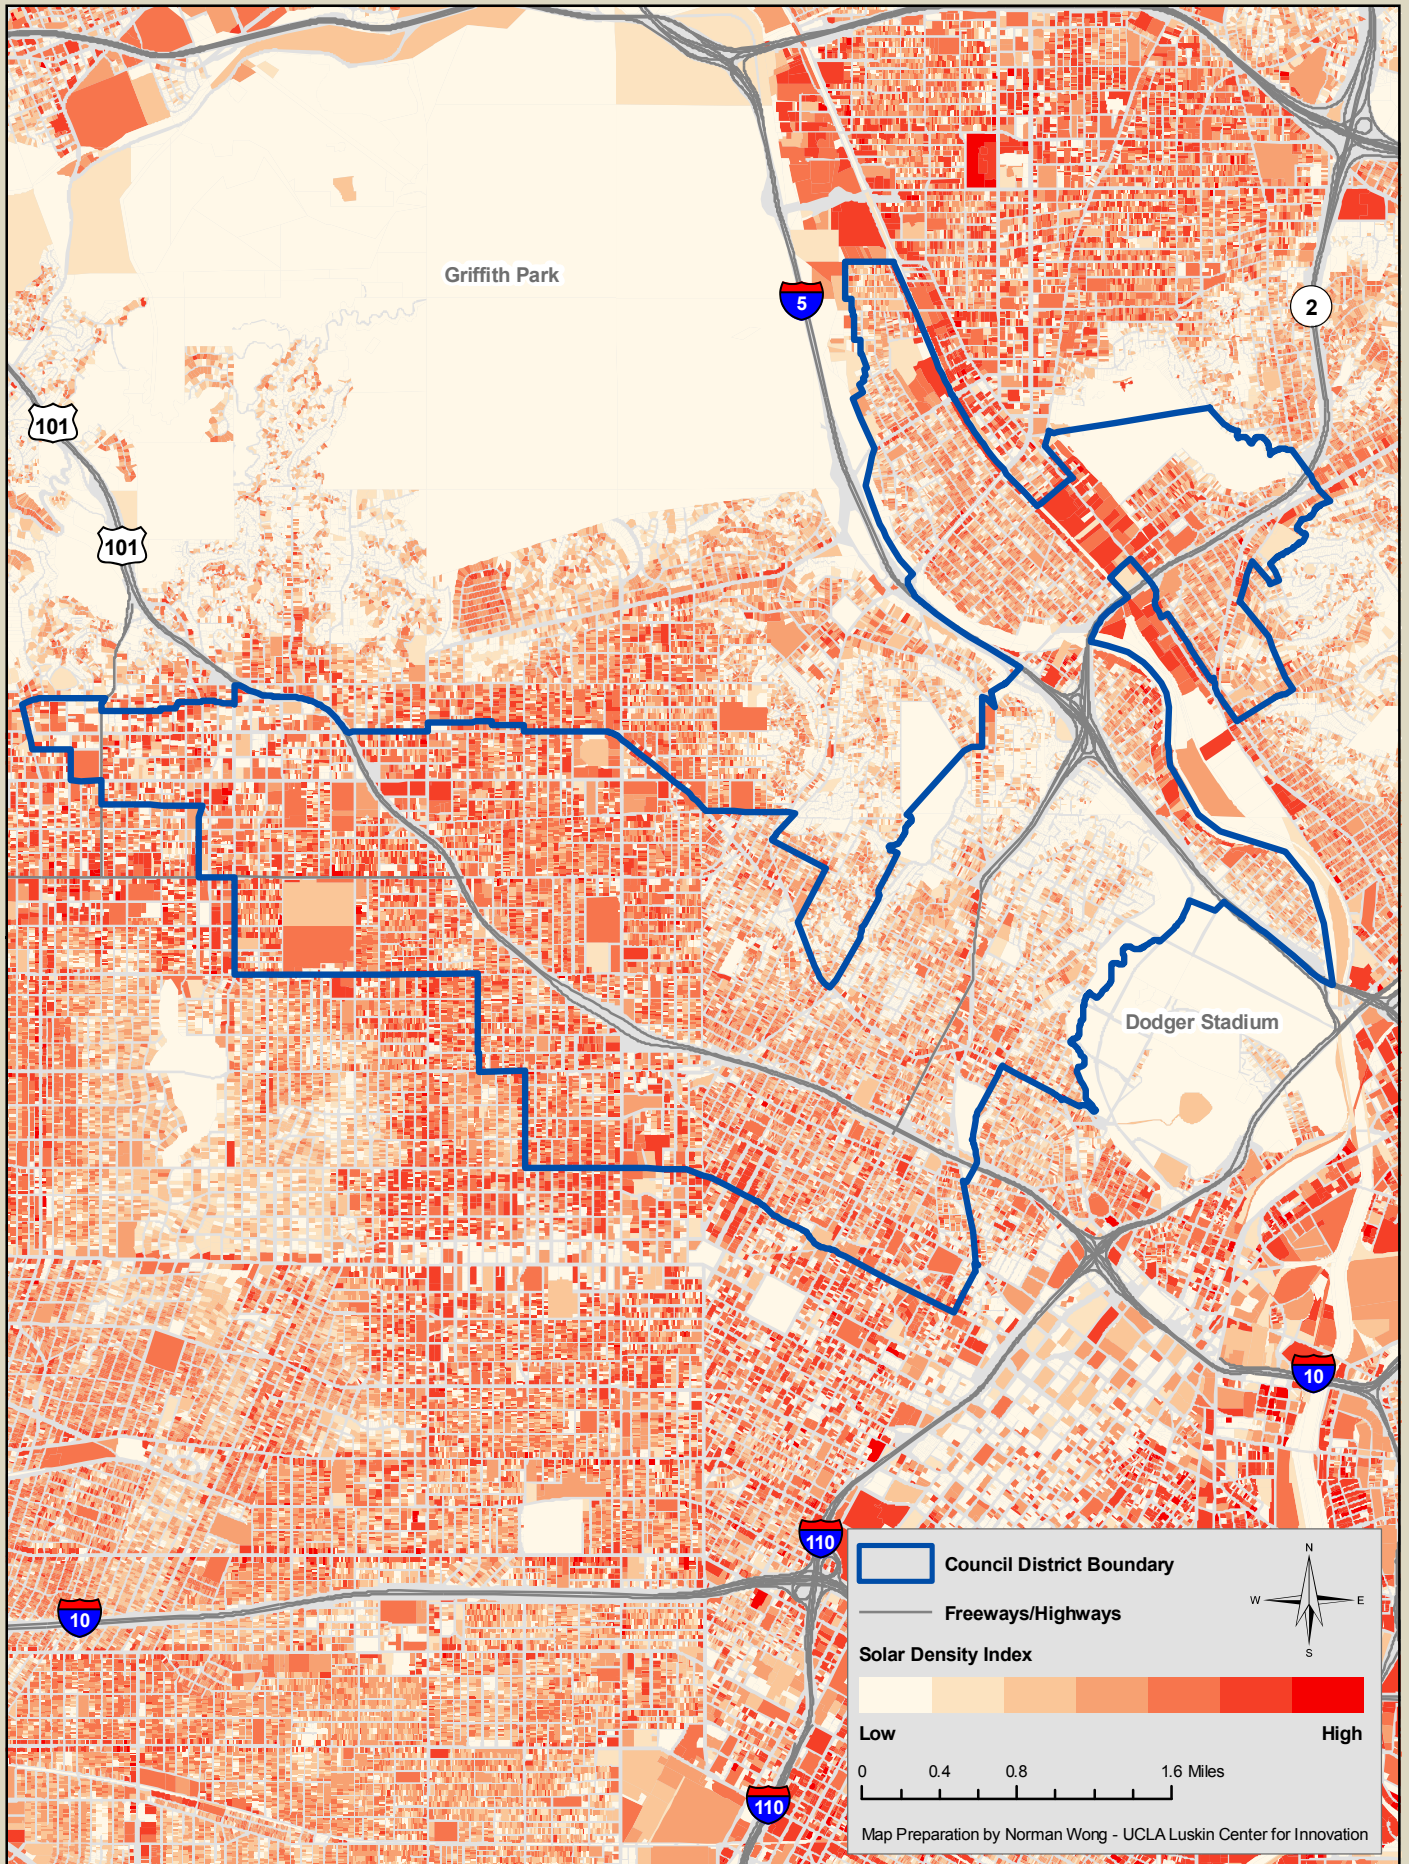 Griffith Park
5
2
101
101
Dodger Stadium
10
110
10
110
Council District Boundary
Freeways/Highways
N
W
E
S
Solar Density Index
Low
High
0
0.4
0.8
1.6 Miles
Map Preparation by Norman Wong - UCLA Luskin Center for Innovation